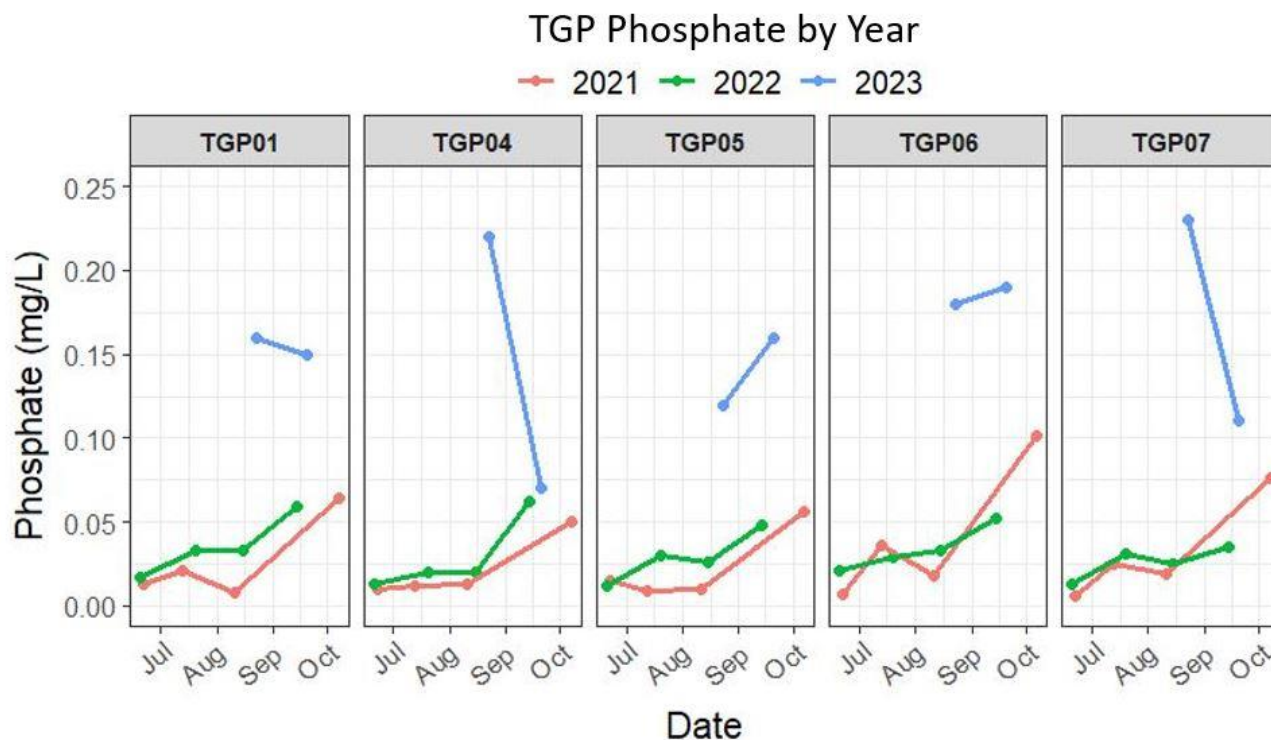 TGP Phosphate by Year
2021 2022 2023
TGP01 TGP04 TGP05 TGP06 TGP07
0.25
0.20
0.15
0.10
0.05
0.00
Phosphate (mg/L)
Jul Aug Sep Oct Jul Aug Sep Oct Jul Aug Sep Oct Jul Aug Sep Oct Jul Aug Sep Oct
Date